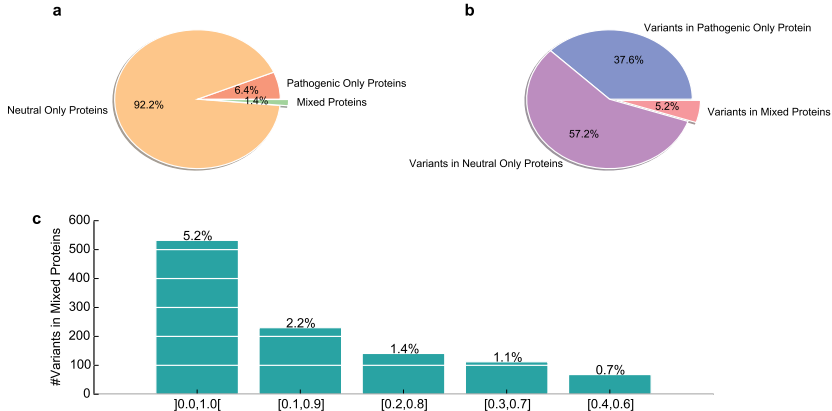 a
Neutral Only Proteins
92.2%
6.4%
Pathogenic Only Proteins
1.4%
Mixed Proteins
b
Variants in Pathogenic Only Protein
37.6%
5.2%
Variants in Mixed Proteins
57.2%
Variants in Neutral Only Proteins
c
#Variants in Mixed Proteins
600
500
400
300
200
100
0
5.2%
2.2%
1.4%
1.1%
0.7%
]0.0,1.0[
[0.1,0.9]
[0.2,0.8]
[0.3,0.7]
[0.4,0.6]